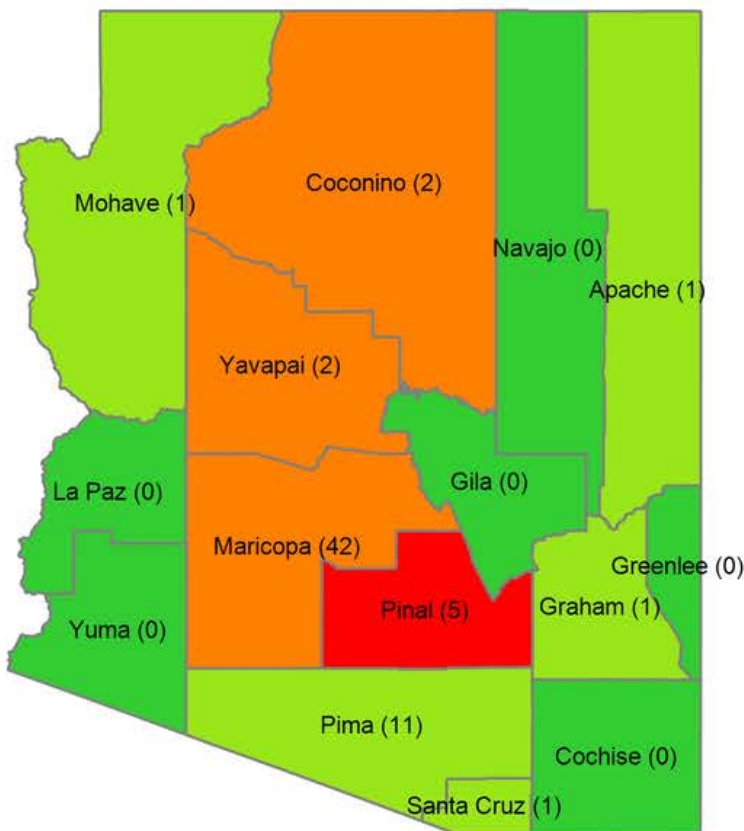 Coconino (2)
Mohave (1)
Navajo (0)
Apache (1)
Yavapai (2)
La Paz (0)
Gila (0)
Maricopa (42)
Greenlee (0)
Pinal (5)
Graham (1)
Yuma (0)
Pima (11)
Cochise (0)
Santa Cruz (1)